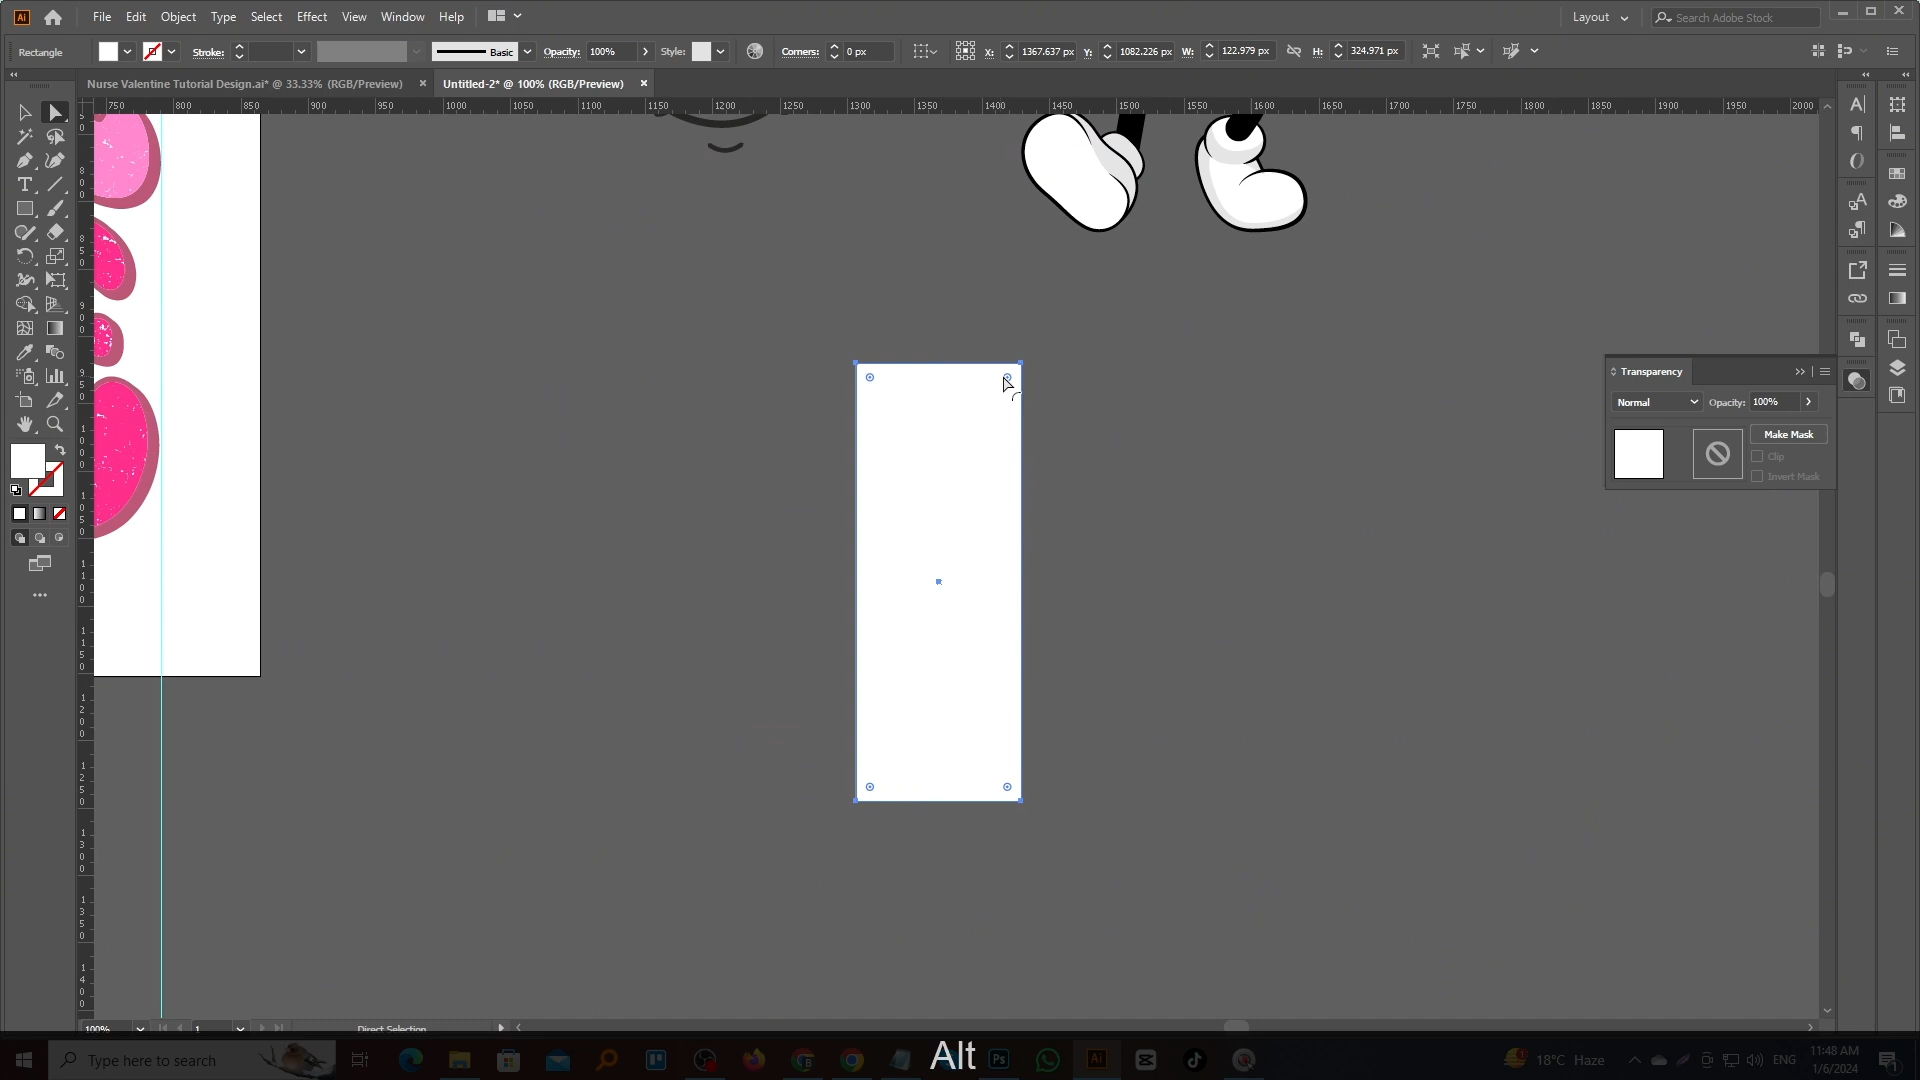 Ai File Edit Object Type Select Effect View Window Help Layout Search Adobe Stock
Rectangle Stroke: Basic Opacity: 100% Style: Corners: 0 px X: 1367.637 px Y: 1082.226 px W: 122.979 px H: 324.971 px
Nurse Valentine Tutorial Design.ai* @ 33.33% (RGB/Preview) × Untitled-2* @ 100% (RGB/Preview) ×
750 800 850 900 950 1000 1050 1100 1150 1200 1250 1300 1350 1400 1450 1500 1550 1600 1650 1700 1750 1800 1850 1900 1950 2000
Transparency
Normal Opacity: 100%
Make Mask
Clip
Invert Mask
100% 1 Direct Selection
Type here to search Alt Ps Ai 18°C Haze ENG 11:48 AM
1/6/2024